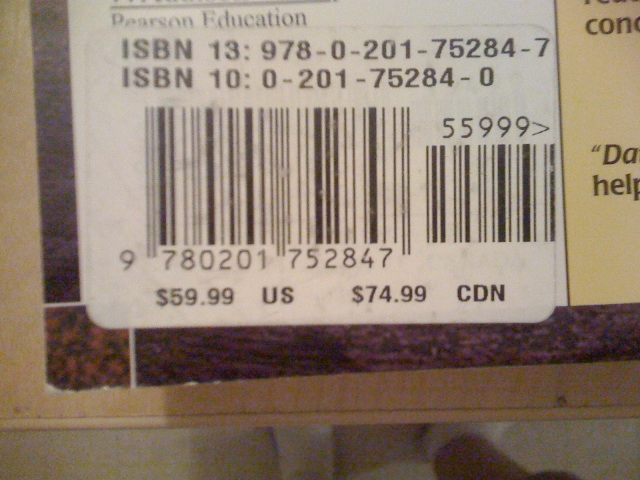 Pearson Education
ISBN 13: 978-0-201-75284-7
ISBN 10: 0-201-75284-0
55999>
9 780201 752847
$59.99 US $74.99 CDN
"Da
help